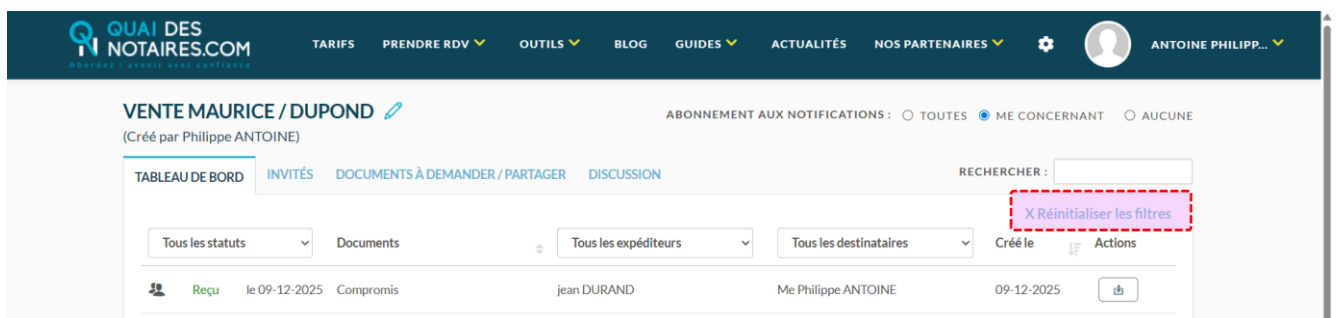 QUAI DES
NOTAIRES.COM
Abordez l'avenir avec confiance
TARIFS PRENDRE RDV OUTILS BLOG GUIDES ACTUALITÉS NOS PARTENAIRES ANTOINE PHILIPP...
VENTE MAURICE / DUPOND
ABONNEMENT AUX NOTIFICATIONS : TOUTES ME CONCERNANT AUCUNE
(Créé par Philippe ANTOINE)
TABLEAU DE BORD INVITÉS DOCUMENTS À DEMANDER / PARTAGER DISCUSSION RECHERCHER :
X Réinitialiser les filtres
Tous les statuts Documents Tous les expéditeurs Tous les destinataires Créé le Actions
Reçu le 09-12-2025 Compromis jean DURAND Me Philippe ANTOINE 09-12-2025